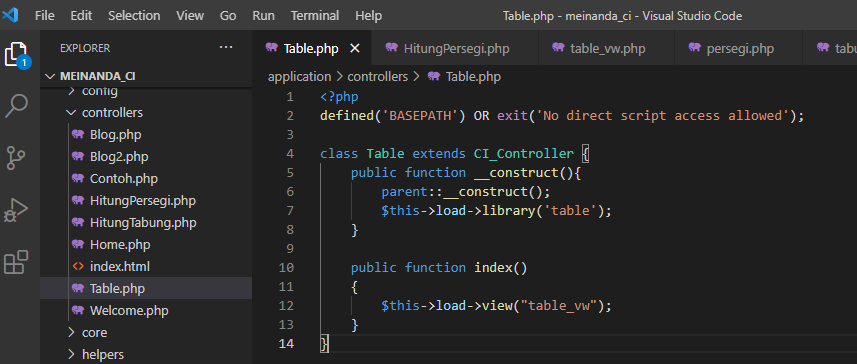 File Edit Selection View Go Run Terminal Help Table.php - meinanda_ci - Visual Studio Code
EXPLORER ···
MEINANDA_CI
config
controllers
Blog.php
Blog2.php
Contoh.php
HitungPersegi.php
HitungTabung.php
Home.php
index.html
Table.php
Welcome.php
core
helpers
1
Table.php HitungPersegi.php table_vw.php persegi.php
application > controllers > Table.php
1 <?php
2 defined('BASEPATH') OR exit('No direct script access allowed');
3
4 class Table extends CI_Controller {
5 public function __construct(){
6 parent::__construct();
7 $this->load->library('table');
8 }
9
10 public function index()
11 {
12 $this->load->view("table_vw");
13 }
14 }